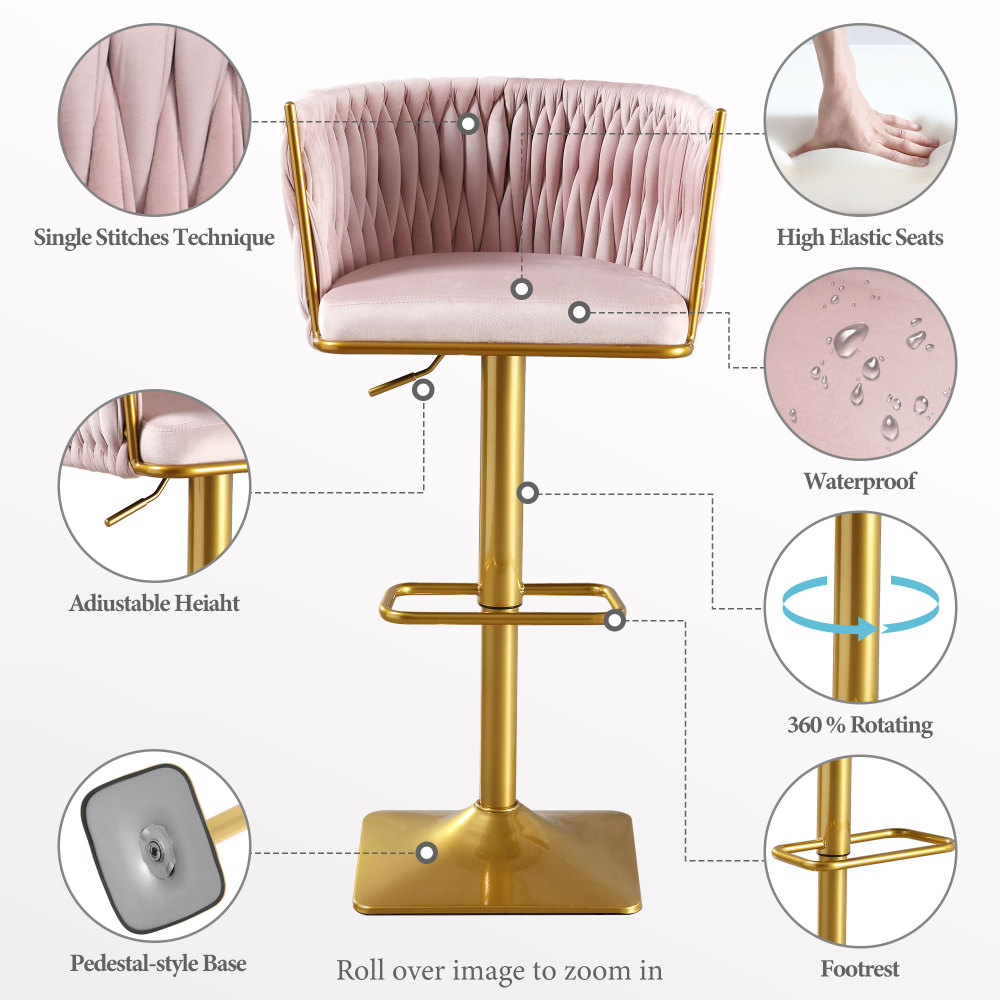 Single Stitches Technique
High Elastic Seats
Waterproof
Adiustable Heiaht
360 % Rotating
Pedestal-style Base
Roll over image to zoom in
Footrest